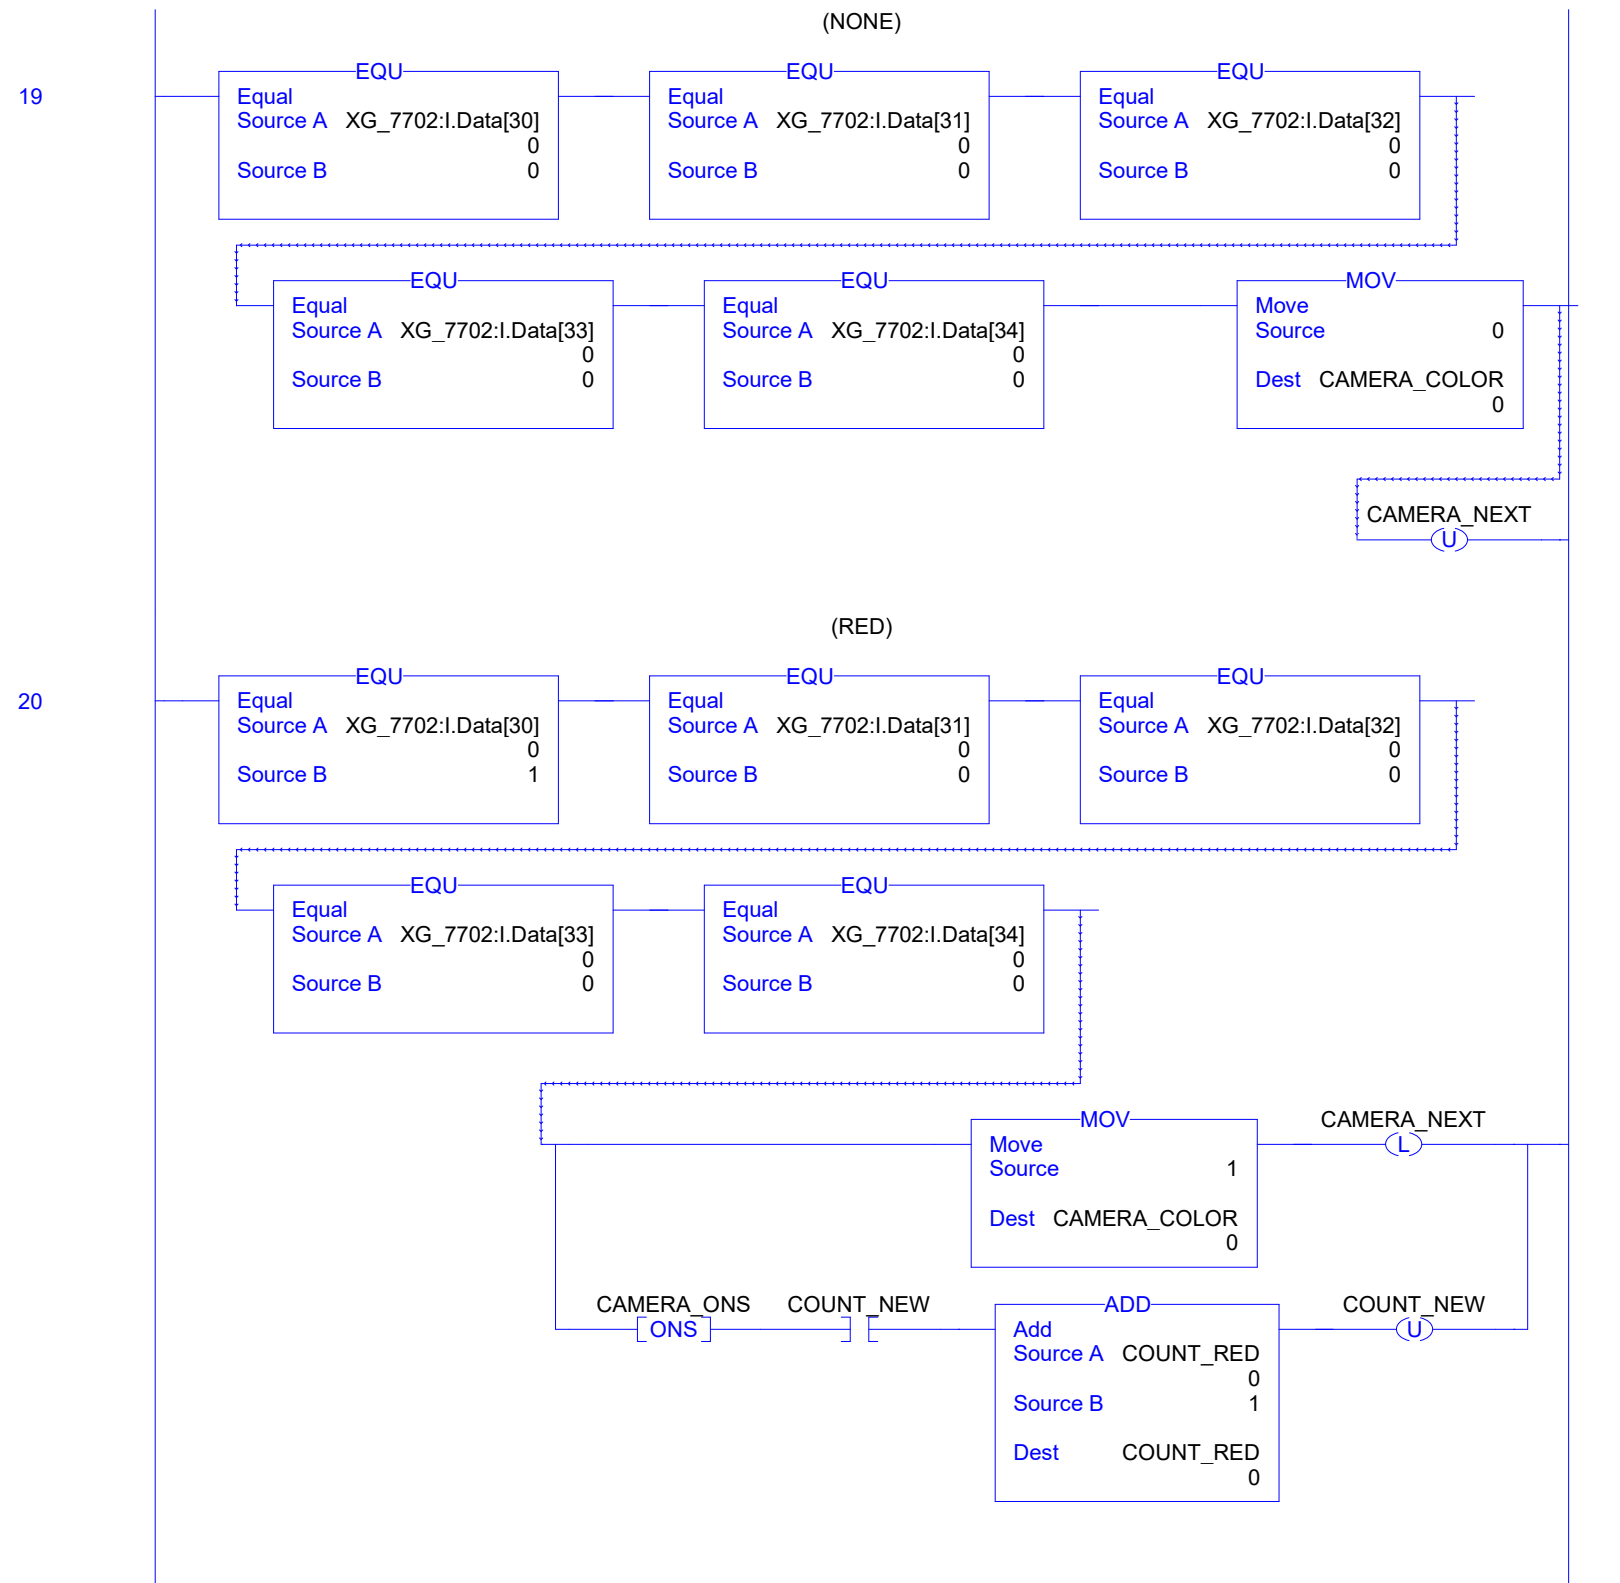 (NONE)
19
EQU EQU EQU
Equal Equal Equal
Source A XG_7702:I.Data[30] Source A XG_7702:I.Data[31] Source A XG_7702:I.Data[32]
0 0 0
Source B 0 Source B 0 Source B 0
EQU EQU MOV
Equal Equal Move
Source A XG_7702:I.Data[33] Source A XG_7702:I.Data[34] Source 0
0 0
Source B 0 Source B 0 Dest CAMERA_COLOR
0
CAMERA_NEXT
U
(RED)
20
EQU EQU EQU
Equal Equal Equal
Source A XG_7702:I.Data[30] Source A XG_7702:I.Data[31] Source A XG_7702:I.Data[32]
0 0 0
Source B 1 Source B 0 Source B 0
EQU EQU
Equal Equal
Source A XG_7702:I.Data[33] Source A XG_7702:I.Data[34]
0 0
Source B 0 Source B 0
MOV CAMERA_NEXT
Move L
Source 1
Dest CAMERA_COLOR
0
CAMERA_ONS COUNT_NEW ADD COUNT_NEW
ONS Add U
Source A COUNT_RED
0
Source B 1
Dest COUNT_RED
0